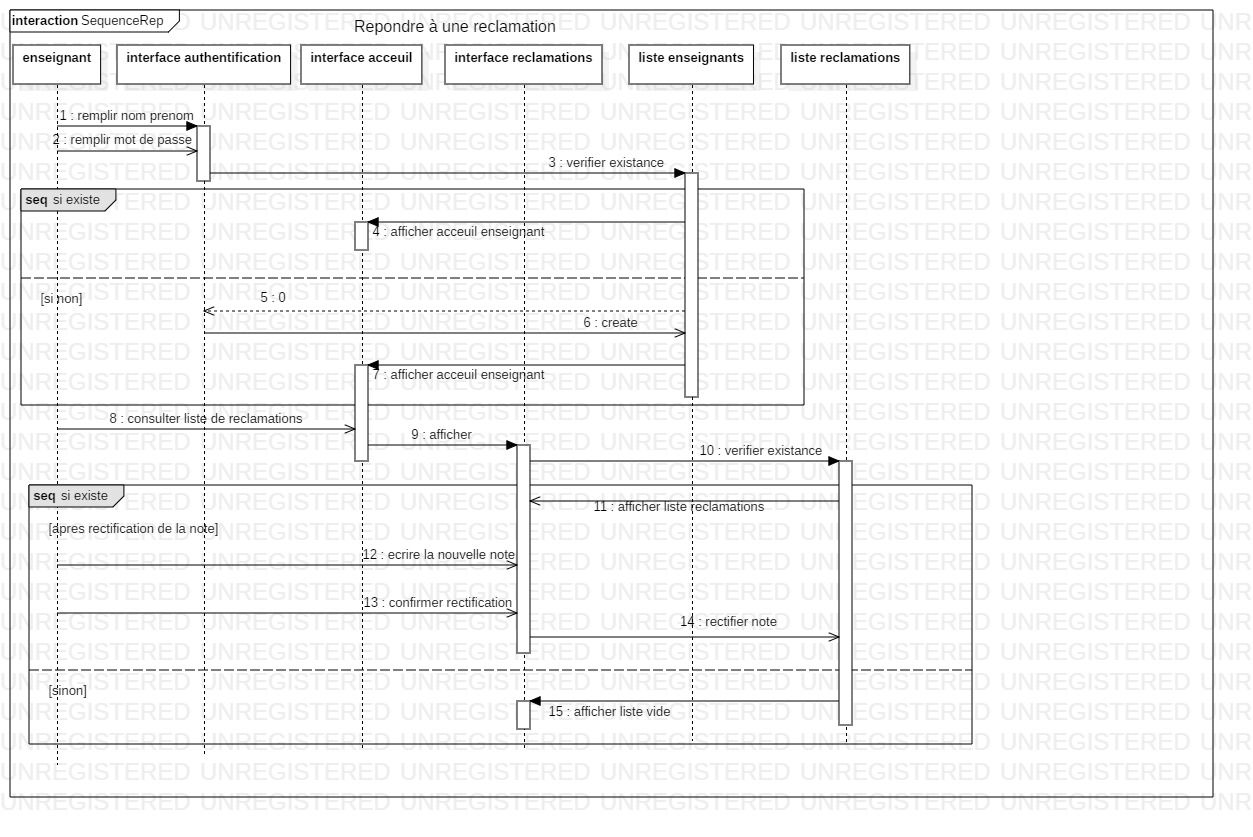 interaction SequenceRep
Repondre à une reclamation
enseignant
interface authentification
interface acceuil
interface reclamations
liste enseignants
liste reclamations
1 : remplir nom prenom
2 : remplir mot de passe
3 : verifier existance
seq si existe
4 : afficher acceuil enseignant
[si non]
5 : 0
6 : create
7 : afficher acceuil enseignant
8 : consulter liste de reclamations
9 : afficher
10 : verifier existance
seq si existe
11 : afficher liste reclamations
[apres rectification de la note]
12 : ecrire la nouvelle note
13 : confirmer rectification
14 : rectifier note
[sinon]
15 : afficher liste vide
UNREGISTERED